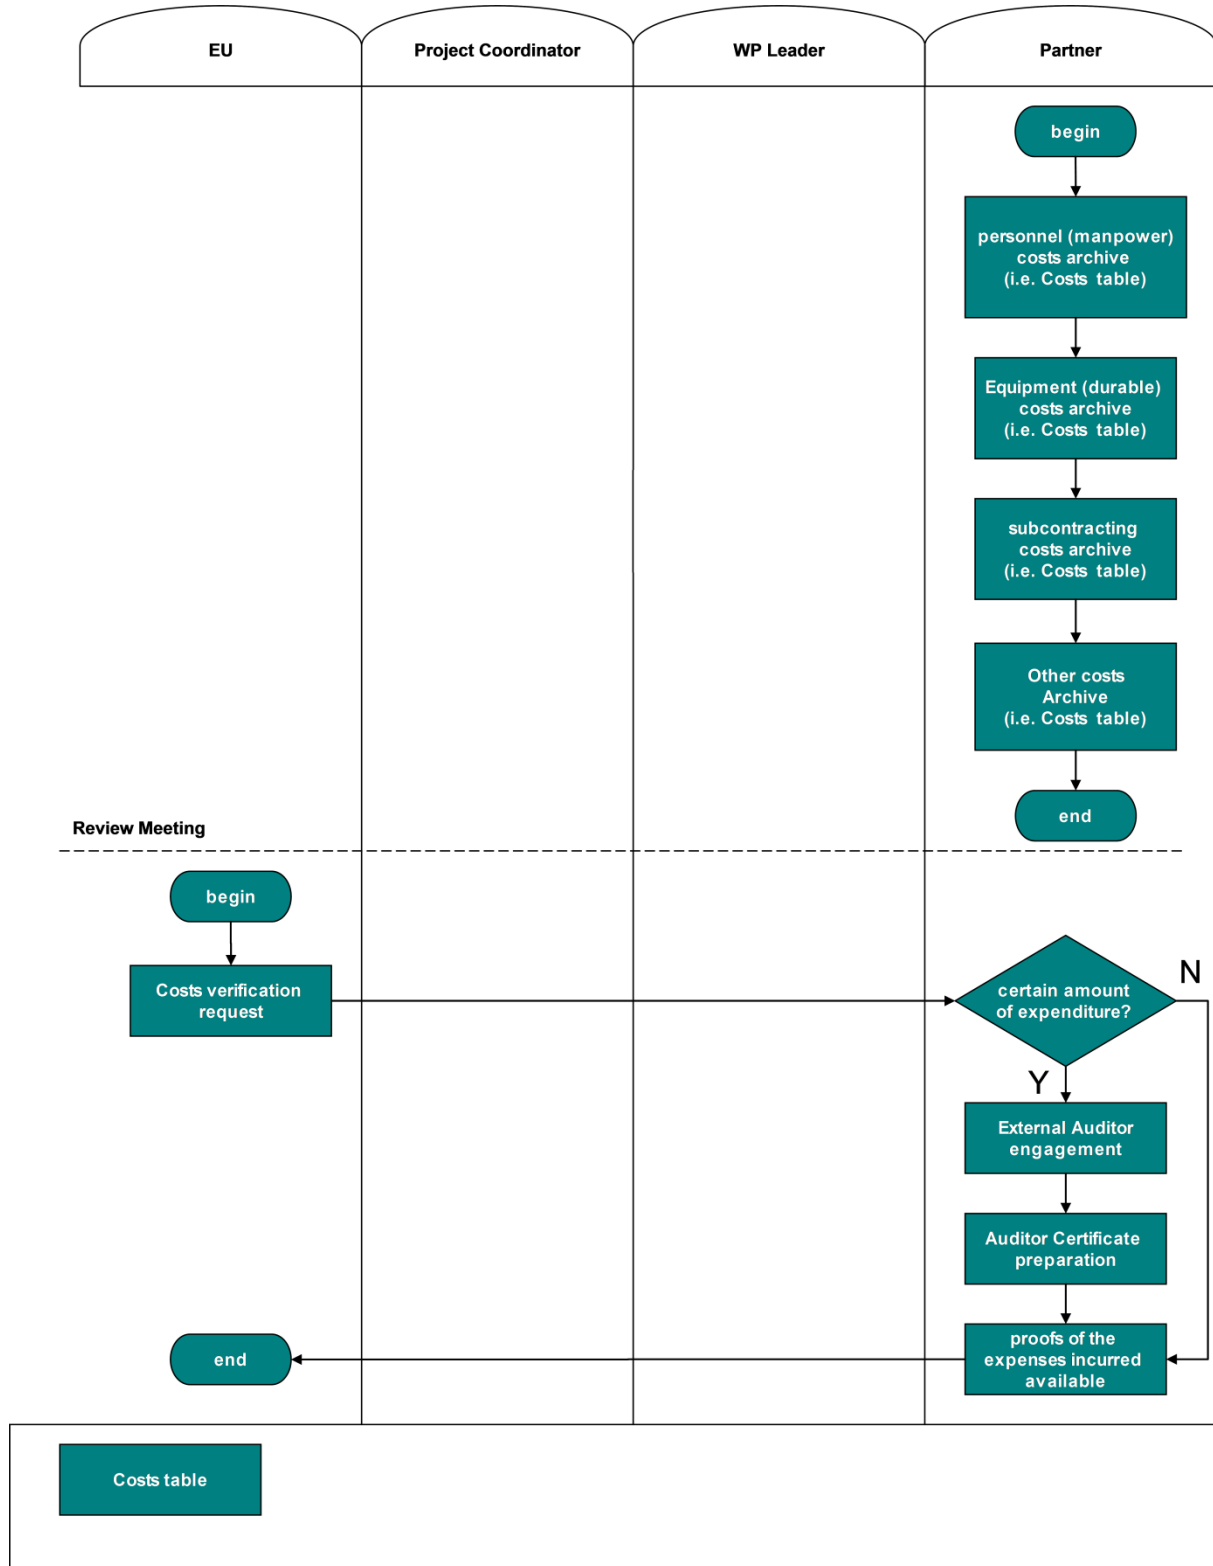 EU
Project Coordinator
WP Leader
Partner
begin
personnel (manpower)
costs archive
(i.e. Costs table)
Equipment (durable)
costs archive
(i.e. Costs table)
subcontracting
costs archive
(i.e. Costs table)
Other costs
Archive
(i.e. Costs table)
end
Review Meeting
begin
Costs verification
request
certain amount
of expenditure?
N
Y
External Auditor
engagement
Auditor Certificate
preparation
proofs of the
expenses incurred
available
end
Costs table